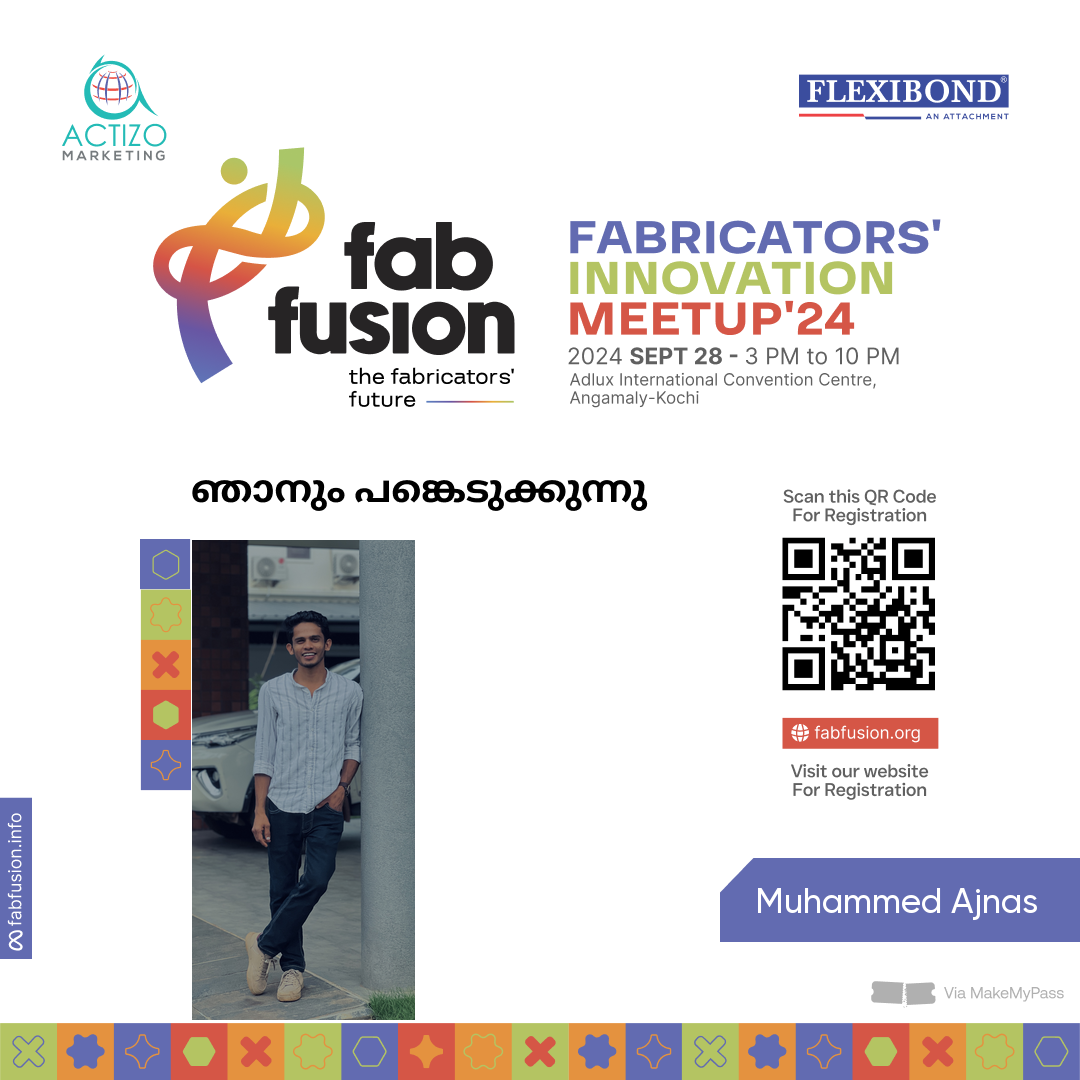 ACTIZO
MARKETING
FLEXIBOND®
AN ATTACHMENT
fab
fusion
the fabricators'
future
FABRICATORS'
INNOVATION
MEETUP'24
2024 SEPT 28 - 3 PM to 10 PM
Adlux International Convention Centre,
Angamaly-Kochi
ഞാനും പങ്കെടുക്കുന്നു
Scan this QR Code
For Registration
fabfusion.org
Visit our website
For Registration
fabfusion.info
Muhammed Ajnas
Via MakeMyPass